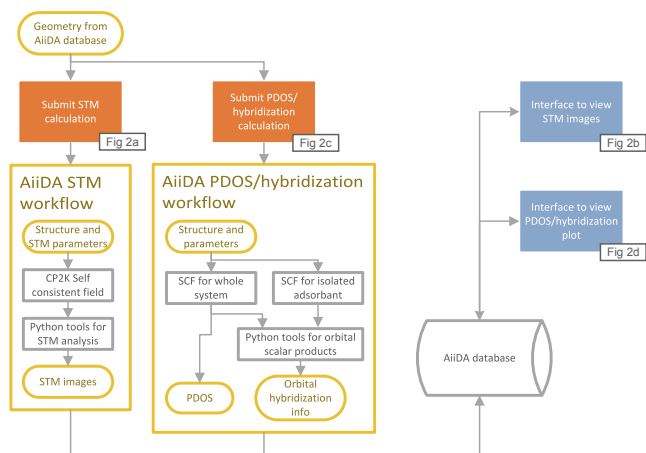 Geometry from
AiiDA database
Submit STM
calculation
Fig 2a
Submit PDOS/
hybridization
calculation
Fig 2c
Interface to view
STM images
Fig 2b
AiiDA STM
workflow
Structure and
STM parameters
CP2K Self
consistent field
Python tools for
STM analysis
STM images
AiiDA PDOS/hybridization
workflow
Structure and
parameters
SCF for whole
system
SCF for isolated
adsorbant
Python tools for orbital
scalar products
PDOS
Orbital
hybridization
info
Interface to view
PDOS/hybridization
plot
Fig 2d
AiiDA database